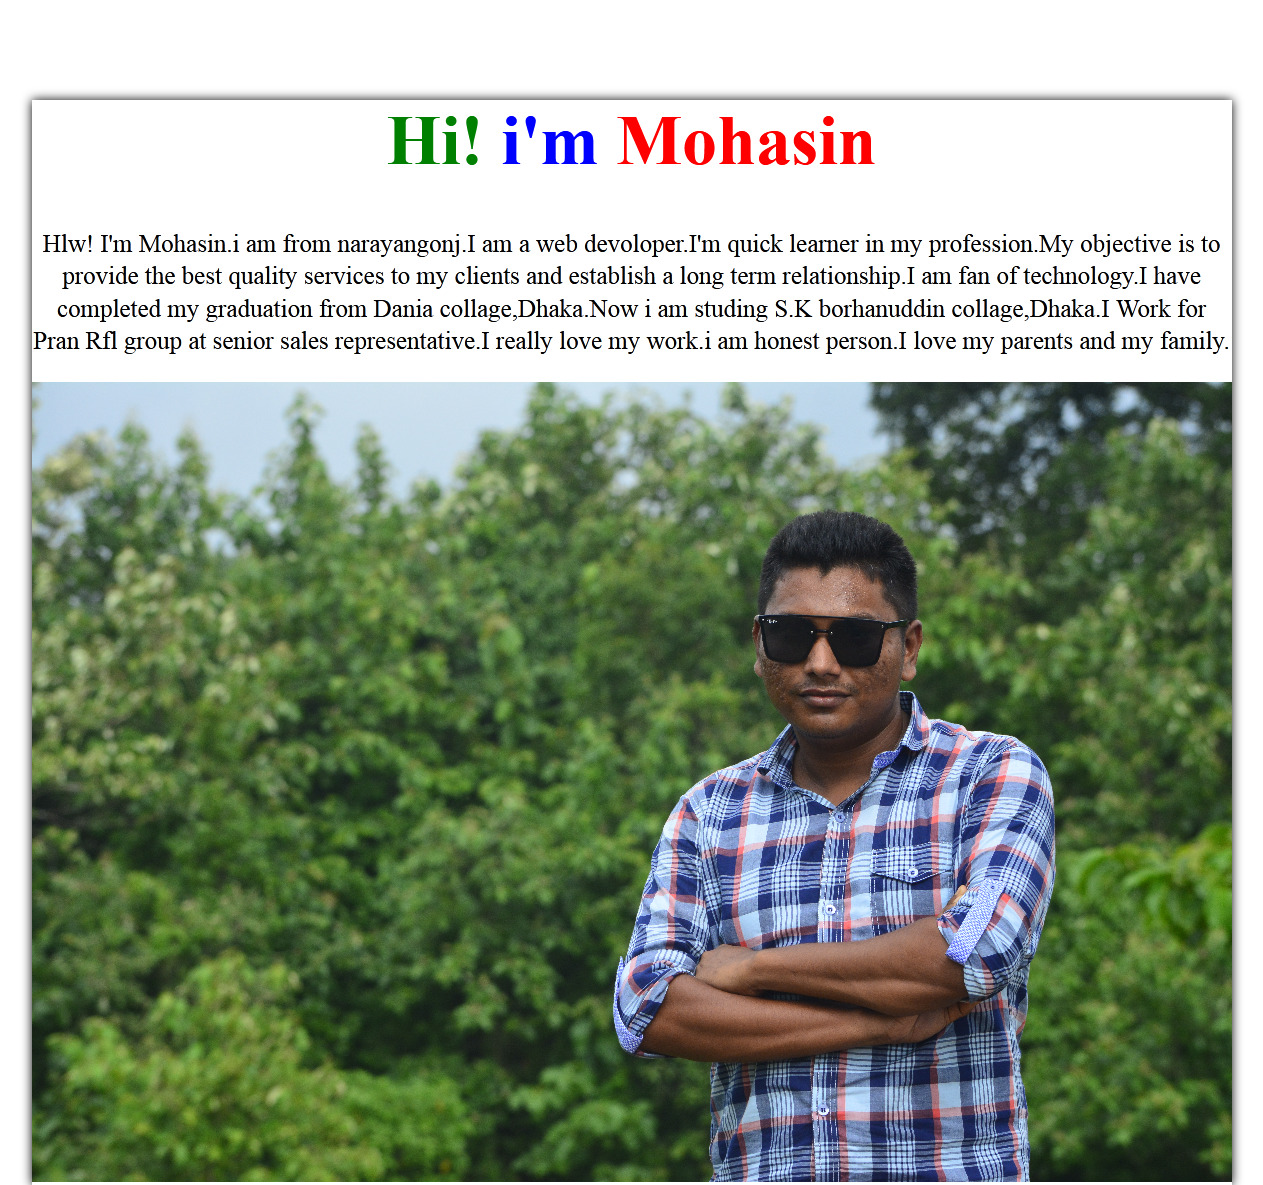 Hi! i'm Mohasin
Hlw! I'm Mohasin.i am from narayangonj.I am a web devoloper.I'm quick learner in my profession.My objective is to
provide the best quality services to my clients and establish a long term relationship.I am fan of technology.I have
completed my graduation from Dania collage,Dhaka.Now i am studing S.K borhanuddin collage,Dhaka.I Work for
Pran Rfl group at senior sales representative.I really love my work.i am honest person.I love my parents and my family.